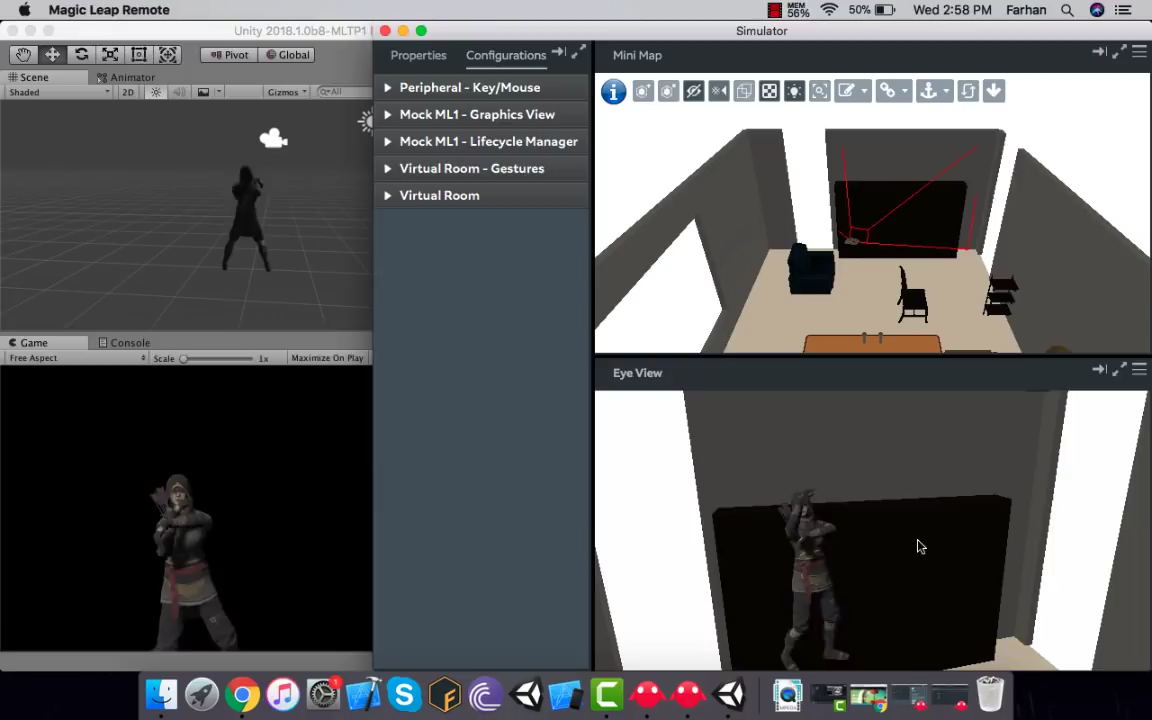 Magic Leap Remote MEM 56% 50% Wed 2:58 PM Farhan
Unity 2018.1.0b8-MLTP1
Simulator
Pivot Global
Properties Configurations
Mini Map
Scene Animator
Shaded 2D Gizmos All
Peripheral - Key/Mouse
Mock ML1 - Graphics View
Mock ML1 - Lifecycle Manager
Virtual Room - Gestures
Virtual Room
Game Console
Free Aspect Scale 1x Maximize On Play
Eye View